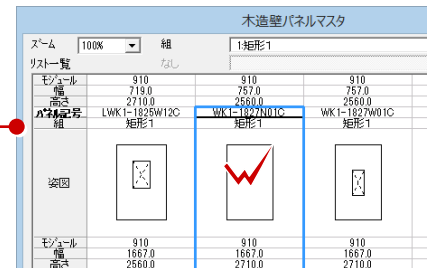 木造壁パネルマスタ
ズーム 100% 組 1:矩形1
リスト一覧 なし
モジュール 910 910 910
幅 719.0 757.0 757.0
高さ 2710.0 2560.0 2560.0
パネル記号 LWK1-1825W12C WK1-1827N01C WK1-1827W01C
組 矩形1 矩形1 矩形1
姿図
モジュール 910 910 910
幅 1667.0 1667.0 1667.0
高さ 2560.0 2710.0 2710.0